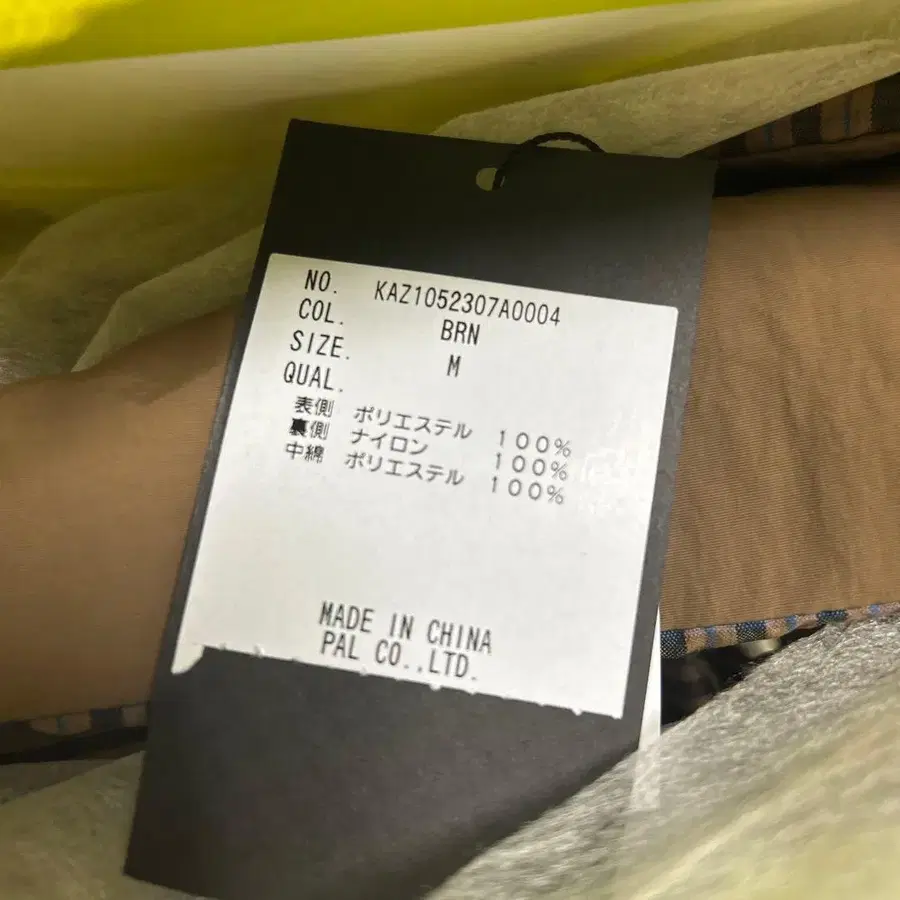 NO. KAZ1052307A0004
COL. BRN
SIZE. M
QUAL.
表側 ポリエステル 100%
裏側 ナイロン 100%
中綿 ポリエステル 100%
MADE IN CHINA
PAL CO.,LTD.